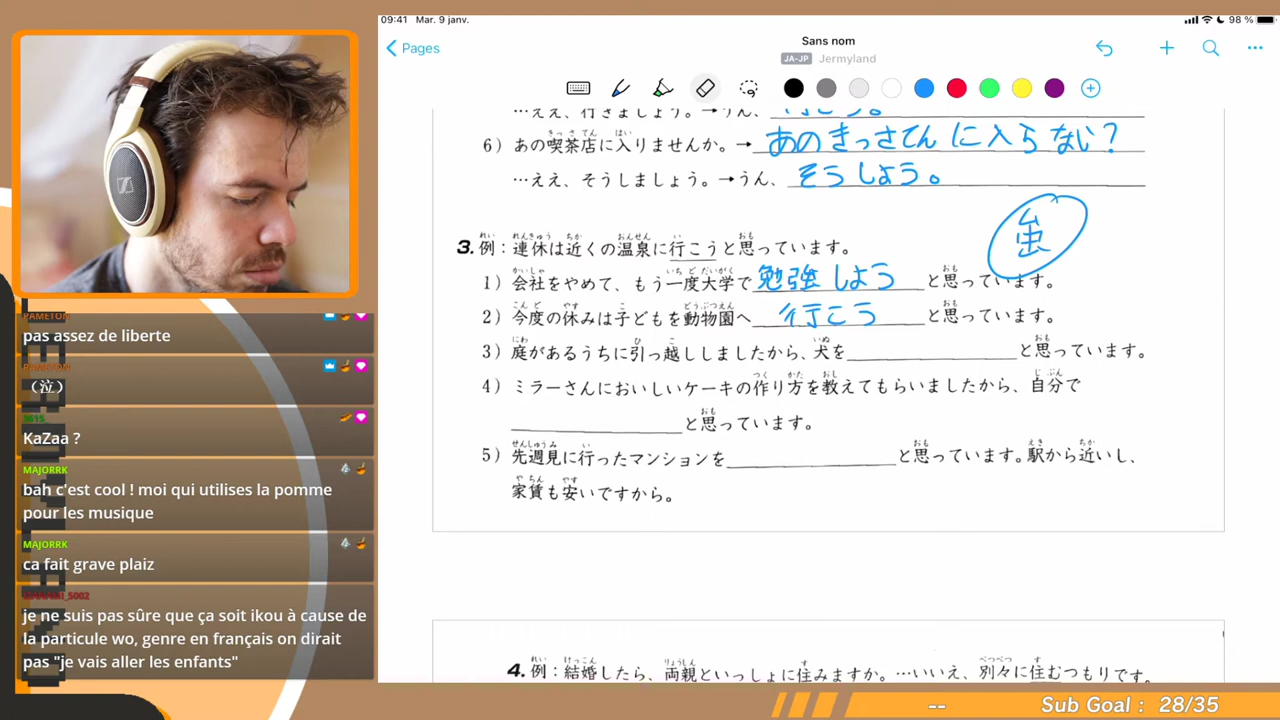 09:41 Mar. 9 janv.
98 %
Pages
Sans nom
JA-JP Jermyland
…ええ、行きましょう。→うん、行こう。
6）あの喫茶店に入りませんか。→ あのきっさてんに入らない？
…ええ、そうしましょう。→うん、そうしよう。
3. 例：連休は近くの温泉に行こうと思っています。
1）会社をやめて、もう一度大学で 勉強しよう と思っています。
2）今度の休みは子どもを動物園へ 行こう と思っています。
3）庭があるうちに引っ越ししましたから、犬を と思っています。
4）ミラーさんにおいしいケーキの作り方を教えてもらいましたから、自分で
と思っています。
5）先週見に行ったマンションを と思っています。駅から近いし、
家賃も安いですから。
4. 例：結婚したら、両親といっしょに住みますか。…いいえ、別々に住むつもりです。
PAMETON
pas assez de liberte
（泣）
KaZaa ?
MAJORRK
bah c'est cool ! moi qui utilises la pomme
pour les musique
MAJORRK
ca fait grave plaiz
je ne suis pas sûre que ça soit ikou à cause de
la particule wo, genre en français on dirait
pas "je vais aller les enfants"
-- Sub Goal : 28/35